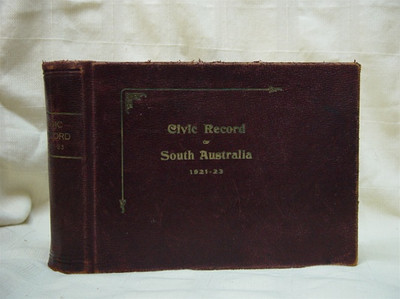 Civic Record
of
South Australia
1921-23